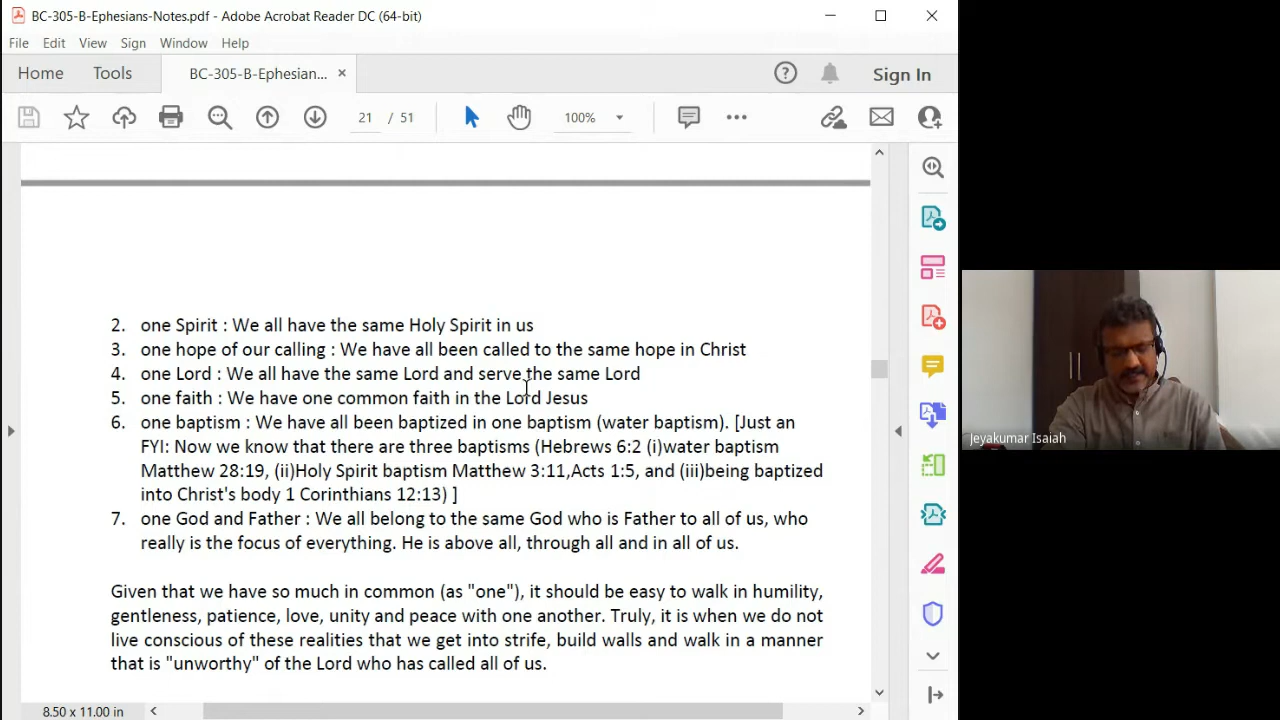 BC-305-B-Ephesians-Notes.pdf - Adobe Acrobat Reader DC (64-bit)
File Edit View Sign Window Help
Home Tools BC-305-B-Ephesian... × Sign In
21 / 51 100%
2. one Spirit : We all have the same Holy Spirit in us
3. one hope of our calling : We have all been called to the same hope in Christ
4. one Lord : We all have the same Lord and serve the same Lord
5. one faith : We have one common faith in the Lord Jesus
6. one baptism : We have all been baptized in one baptism (water baptism). [Just an
FYI: Now we know that there are three baptisms (Hebrews 6:2 (i)water baptism
Matthew 28:19, (ii)Holy Spirit baptism Matthew 3:11,Acts 1:5, and (iii)being baptized
into Christ's body 1 Corinthians 12:13) ]
7. one God and Father : We all belong to the same God who is Father to all of us, who
really is the focus of everything. He is above all, through all and in all of us.
Given that we have so much in common (as "one"), it should be easy to walk in humility,
gentleness, patience, love, unity and peace with one another. Truly, it is when we do not
live conscious of these realities that we get into strife, build walls and walk in a manner
that is "unworthy" of the Lord who has called all of us.
8.50 x 11.00 in
Jeyakumar Isaiah